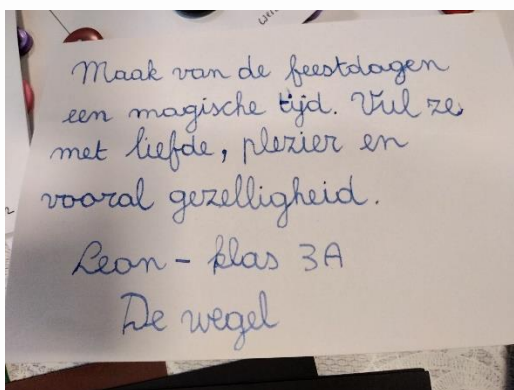 Maak van de feestdagen
een magische tijd. Vul ze
met liefde, plezier en
vooral gezelligheid.
Leon - klas 3A
De wegel